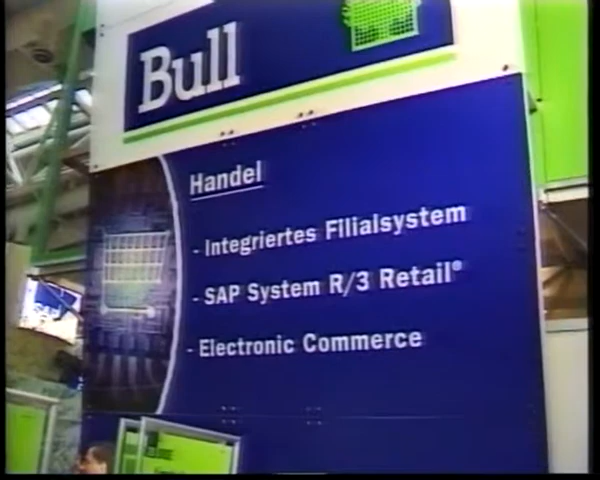 Bull
Handel
- Integriertes Filialsystem
- SAP System R/3 Retail®
- Electronic Commerce